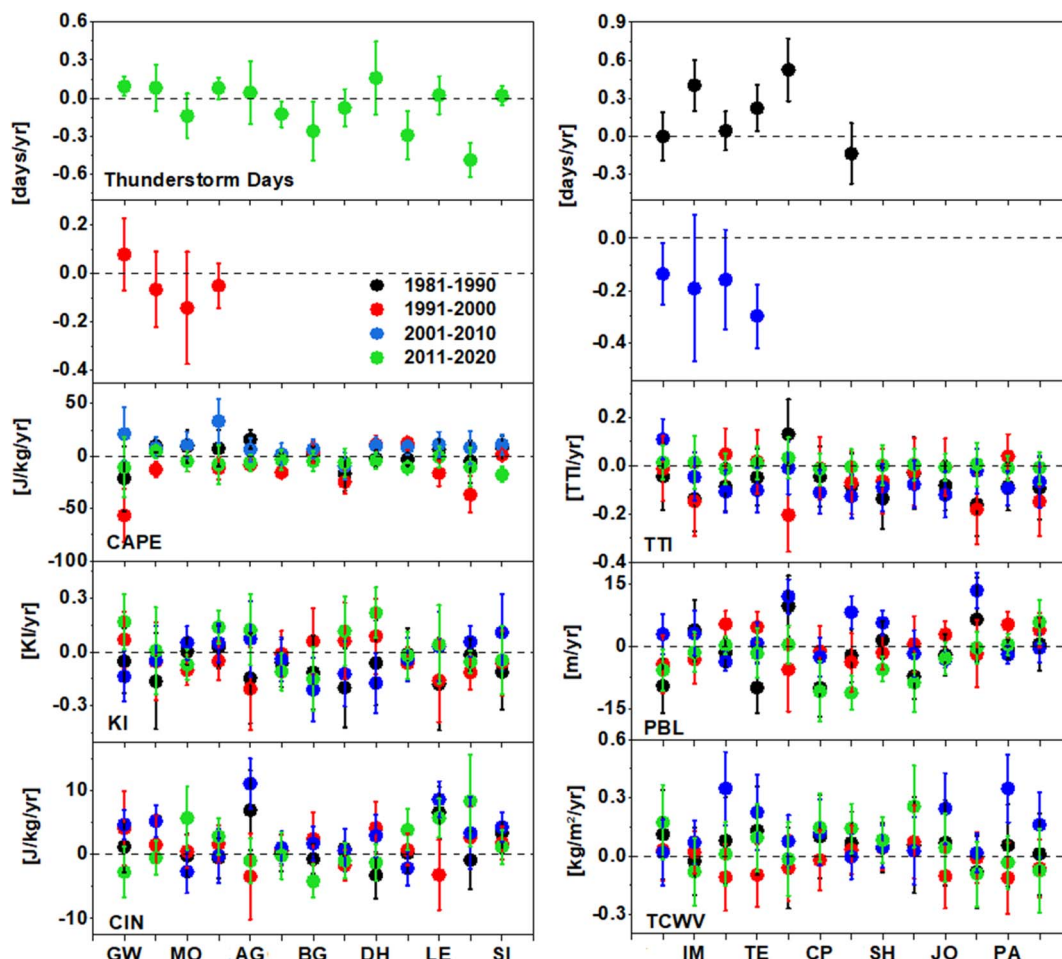 0.6
0.3
0.0
-0.3
-0.6
[days/yr]
Thunderstorm Days
0.2
0.0
-0.2
-0.4
1981-1990
1991-2000
2001-2010
2011-2020
50
0
-50
-100
[J/kg/yr]
CAPE
0.3
0.0
-0.3
[KI/yr]
KI
10
0
-10
[J/kg/yr]
CIN
GW MO AG BG DH LE SI
0.9
0.6
0.3
0.0
-0.3
[days/yr]
0.0
-0.2
-0.4
0.2
0.0
-0.2
-0.4
[TTI/yr]
TTI
15
0
-15
[m/yr]
PBL
0.6
0.3
0.0
-0.3
[kg/m²/yr]
TCWV
IM TE CP SH JO PA